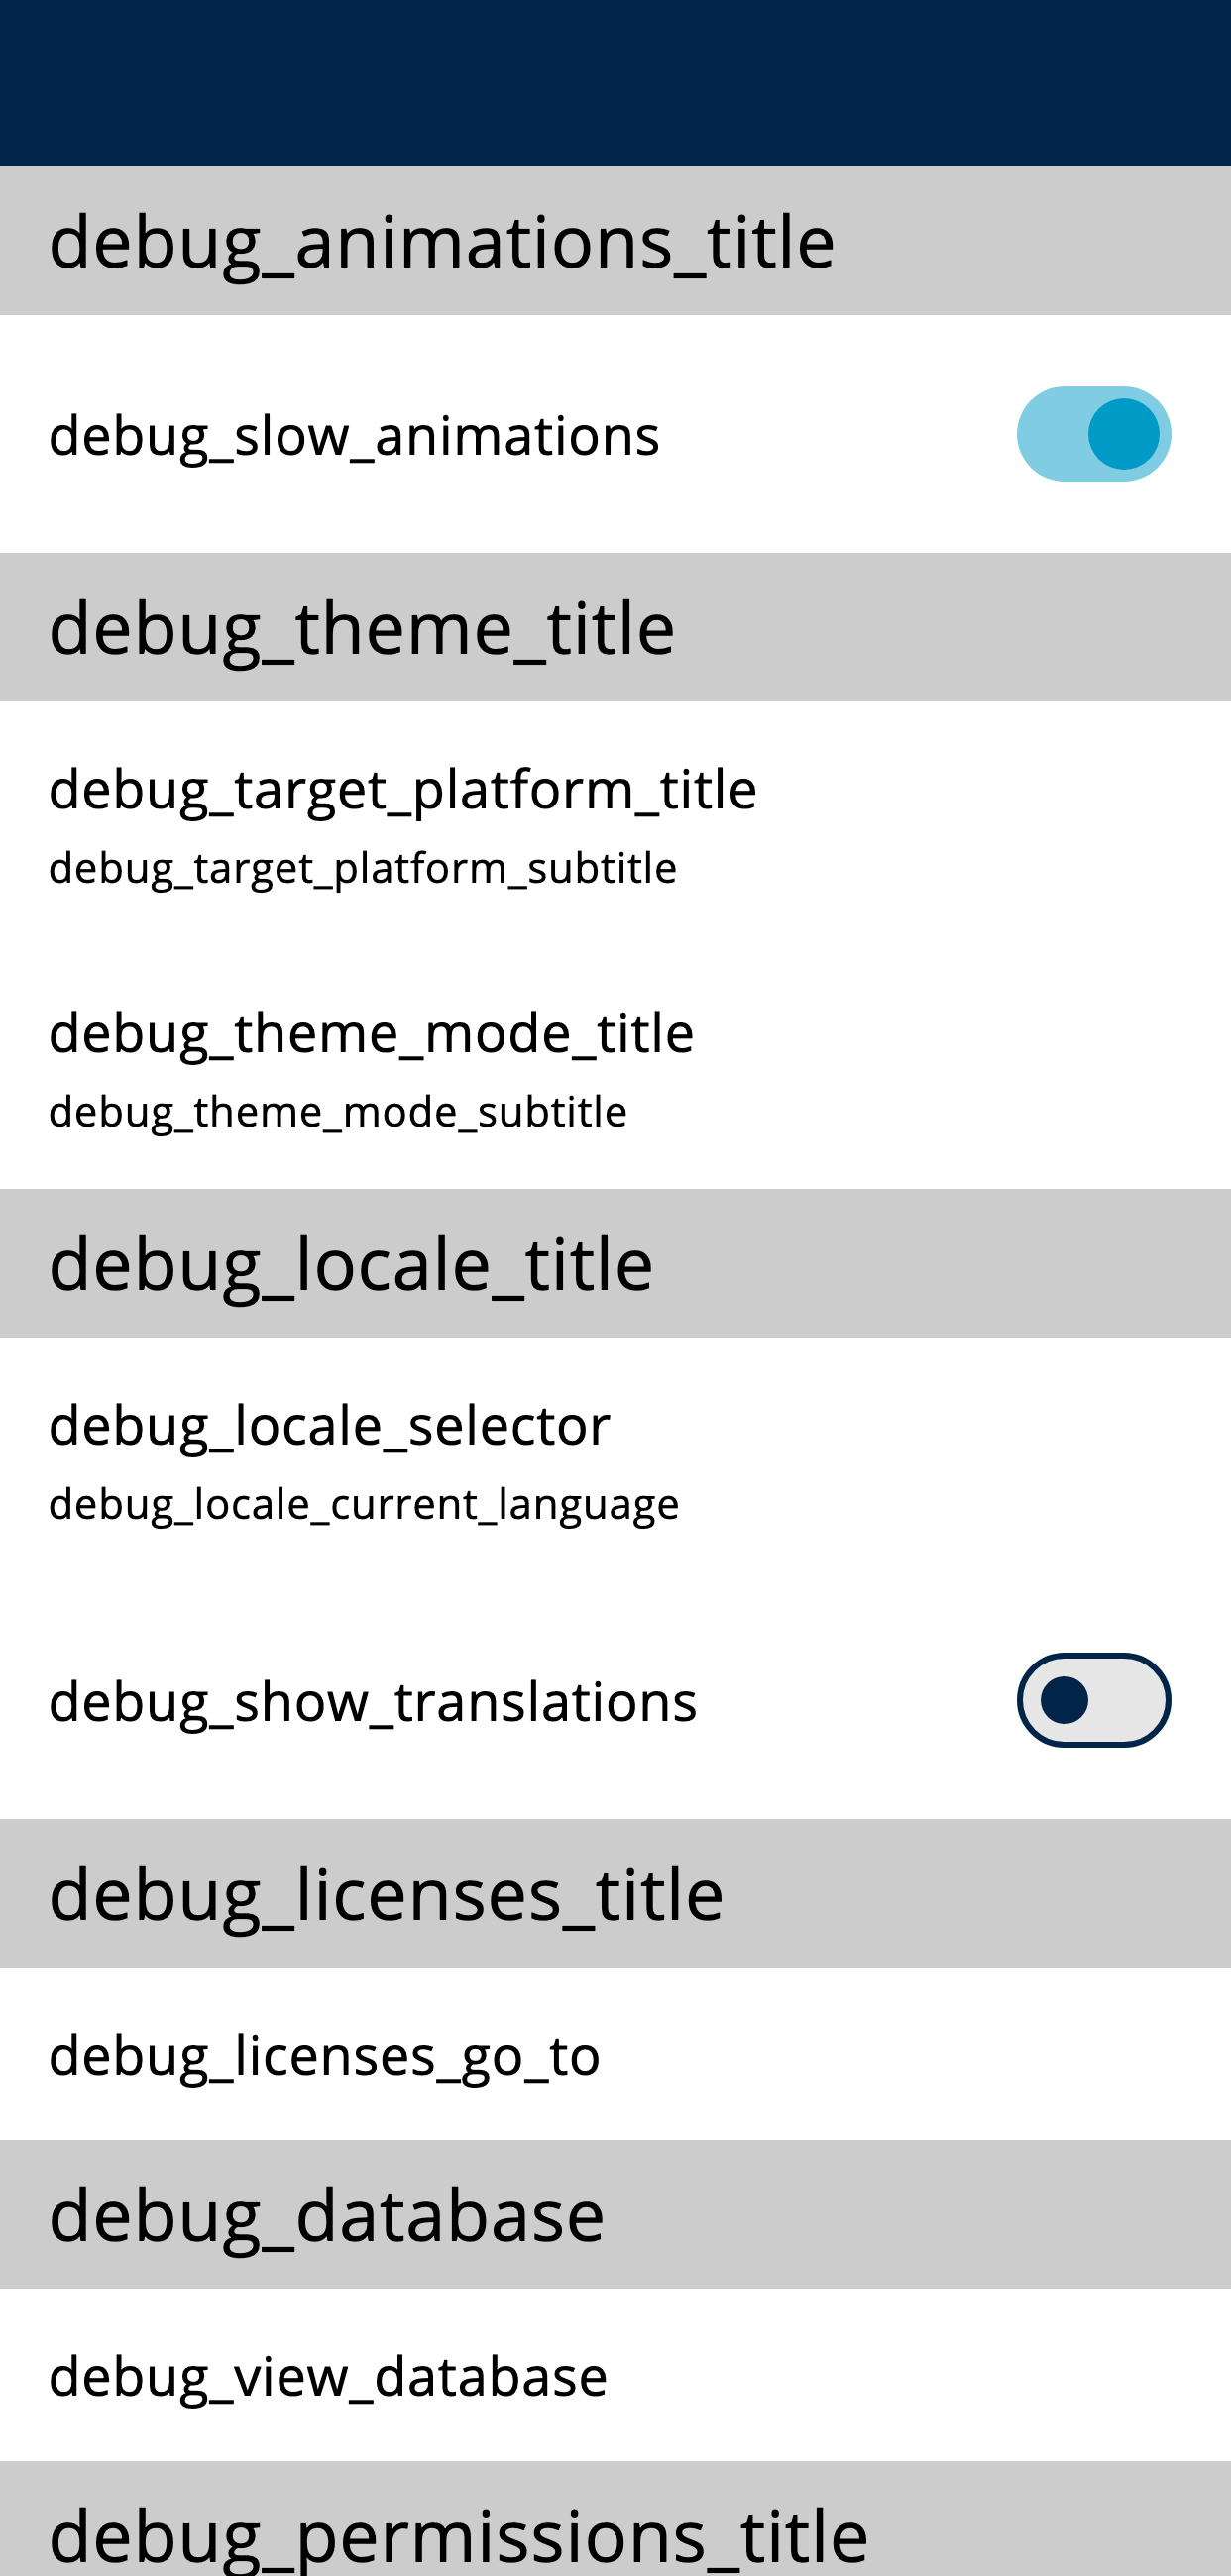 debug_animations_title
debug_slow_animations
debug_theme_title
debug_target_platform_title
debug_target_platform_subtitle
debug_theme_mode_title
debug_theme_mode_subtitle
debug_locale_title
debug_locale_selector
debug_locale_current_language
debug_show_translations
debug_licenses_title
debug_licenses_go_to
debug_database
debug_view_database
debug_permissions_title